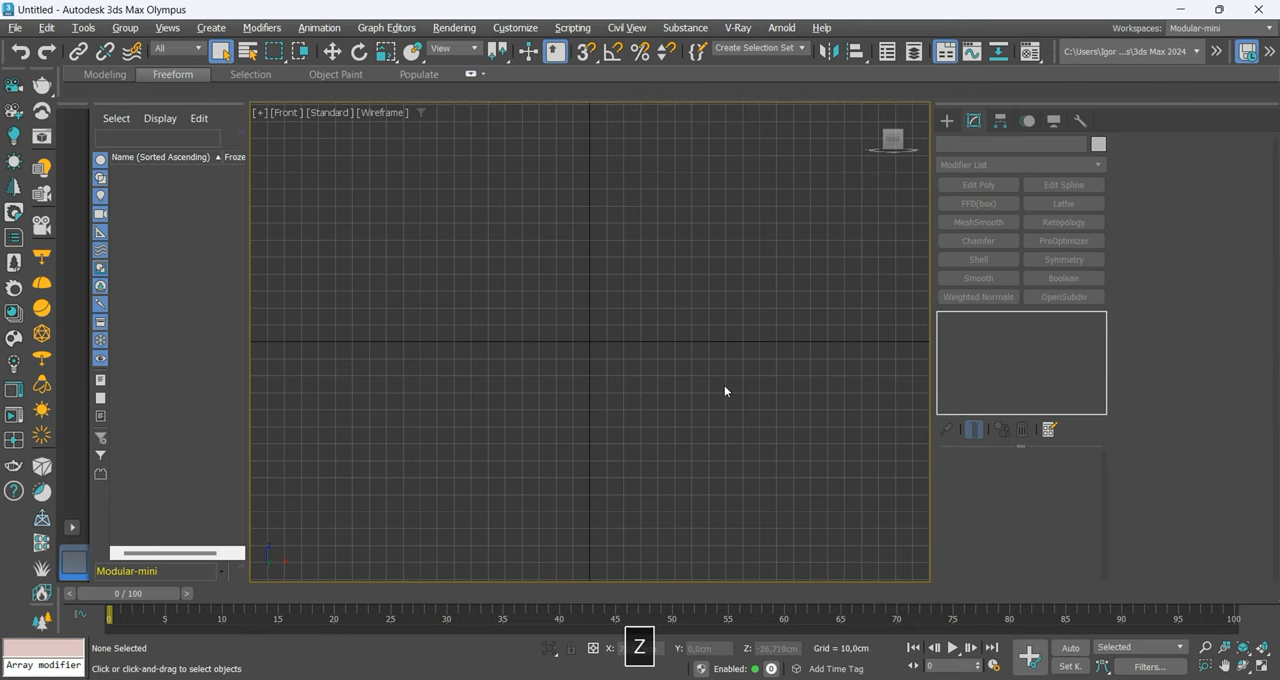 Untitled - Autodesk 3ds Max Olympus
File Edit Tools Group Views Create Modifiers Animation Graph Editors Rendering Customize Scripting Civil View Substance V-Ray Arnold Help Workspaces: Modular-mini
All View Create Selection Set C:\Users\Igor ...s\3ds Max 2024
Modeling Freeform Selection Object Paint Populate
Select Display Edit
Name (Sorted Ascending) ▲ Froze
[+] [Front ] [Standard ] [Wireframe ]
Modifier List
Edit Poly Edit Spline
FFD(box) Lathe
MeshSmooth Retopology
Chamfer ProOptimizer
Shell Symmetry
Smooth Boolean
Weighted Normals OpenSubdiv
z
Modular-mini
< 0 / 100 >
0 5 10 15 20 25 30 35 40 45 50 55 60 65 70 75 80 85 90 95 100
None Selected X: Y: 0,0cm Z: -26,719cm Grid = 10,0cm Auto Selected
Z
Array modifier Click or click-and-drag to select objects Enabled: 0 Add Time Tag 0 Set K. Filters...